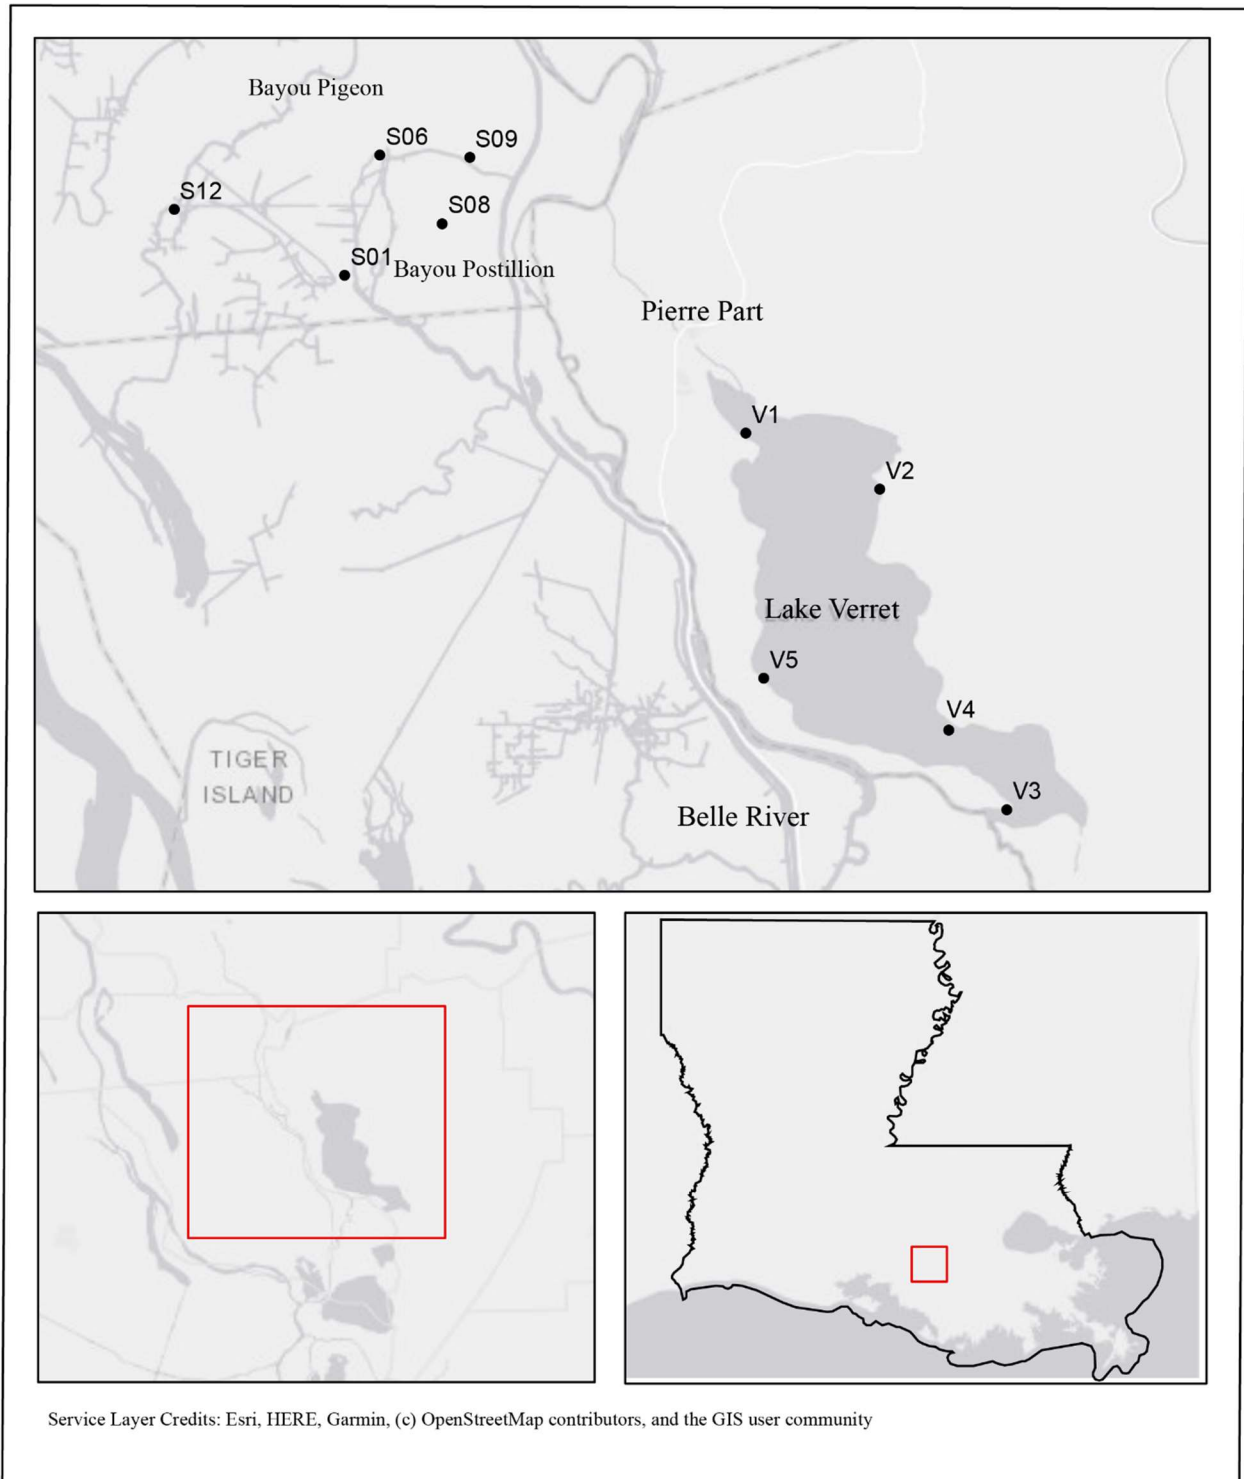 Bayou Pigeon
S06
S09
S12
S08
S01
Bayou Postillion
Pierre Part
V1
V2
Lake Verret
V5
V4
TIGER
ISLAND
V3
Belle River
Service Layer Credits: Esri, HERE, Garmin, (c) OpenStreetMap contributors, and the GIS user community